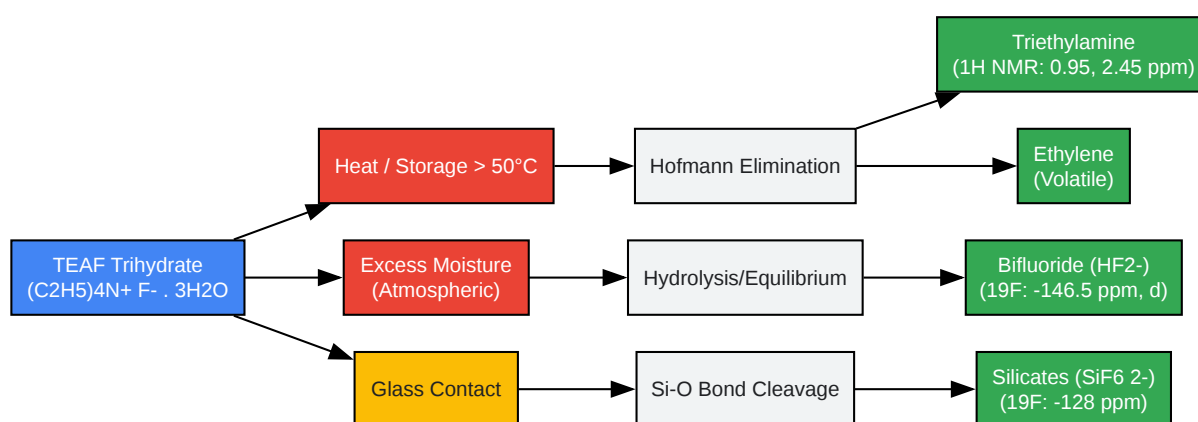 Triethylamine
(1H NMR: 0.95, 2.45 ppm)
Heat / Storage > 50°C
Hofmann Elimination
Ethylene
(Volatile)
TEAF Trihydrate
(C2H5)4N+ F- . 3H2O
Excess Moisture
(Atmospheric)
Hydrolysis/Equilibrium
Bifluoride (HF2-)
(19F: -146.5 ppm, d)
Glass Contact
Si-O Bond Cleavage
Silicates (SiF6 2-)
(19F: -128 ppm)